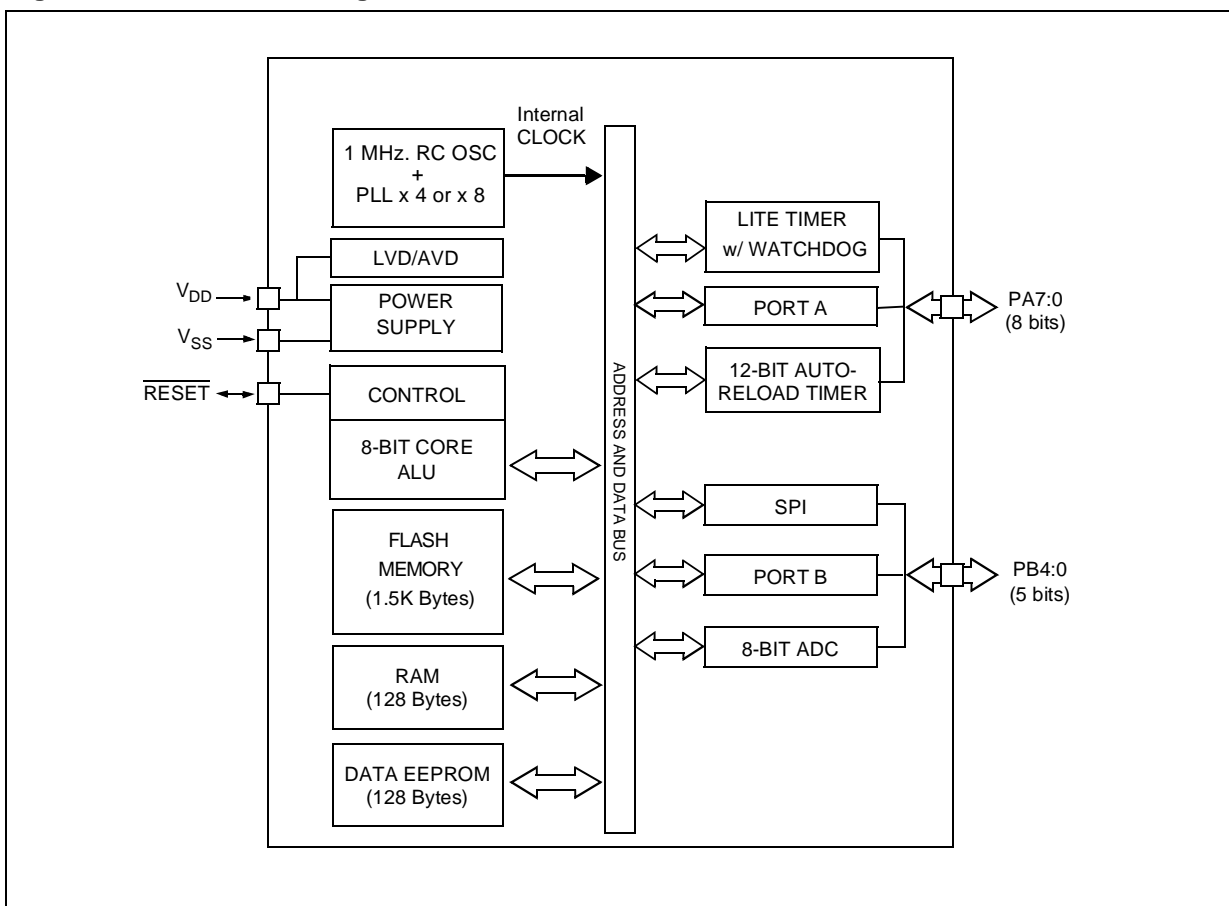 Internal
CLOCK
1 MHz. RC OSC
+
PLL x 4 or x 8
LVD/AVD
POWER
SUPPLY
VDD
VSS
RESET
CONTROL
8-BIT CORE
ALU
FLASH
MEMORY
(1.5K Bytes)
RAM
(128 Bytes)
DATA EEPROM
(128 Bytes)
ADDRESS AND DATA BUS
LITE TIMER
w/ WATCHDOG
PORT A
12-BIT AUTO-
RELOAD TIMER
PA7:0
(8 bits)
SPI
PORT B
8-BIT ADC
PB4:0
(5 bits)